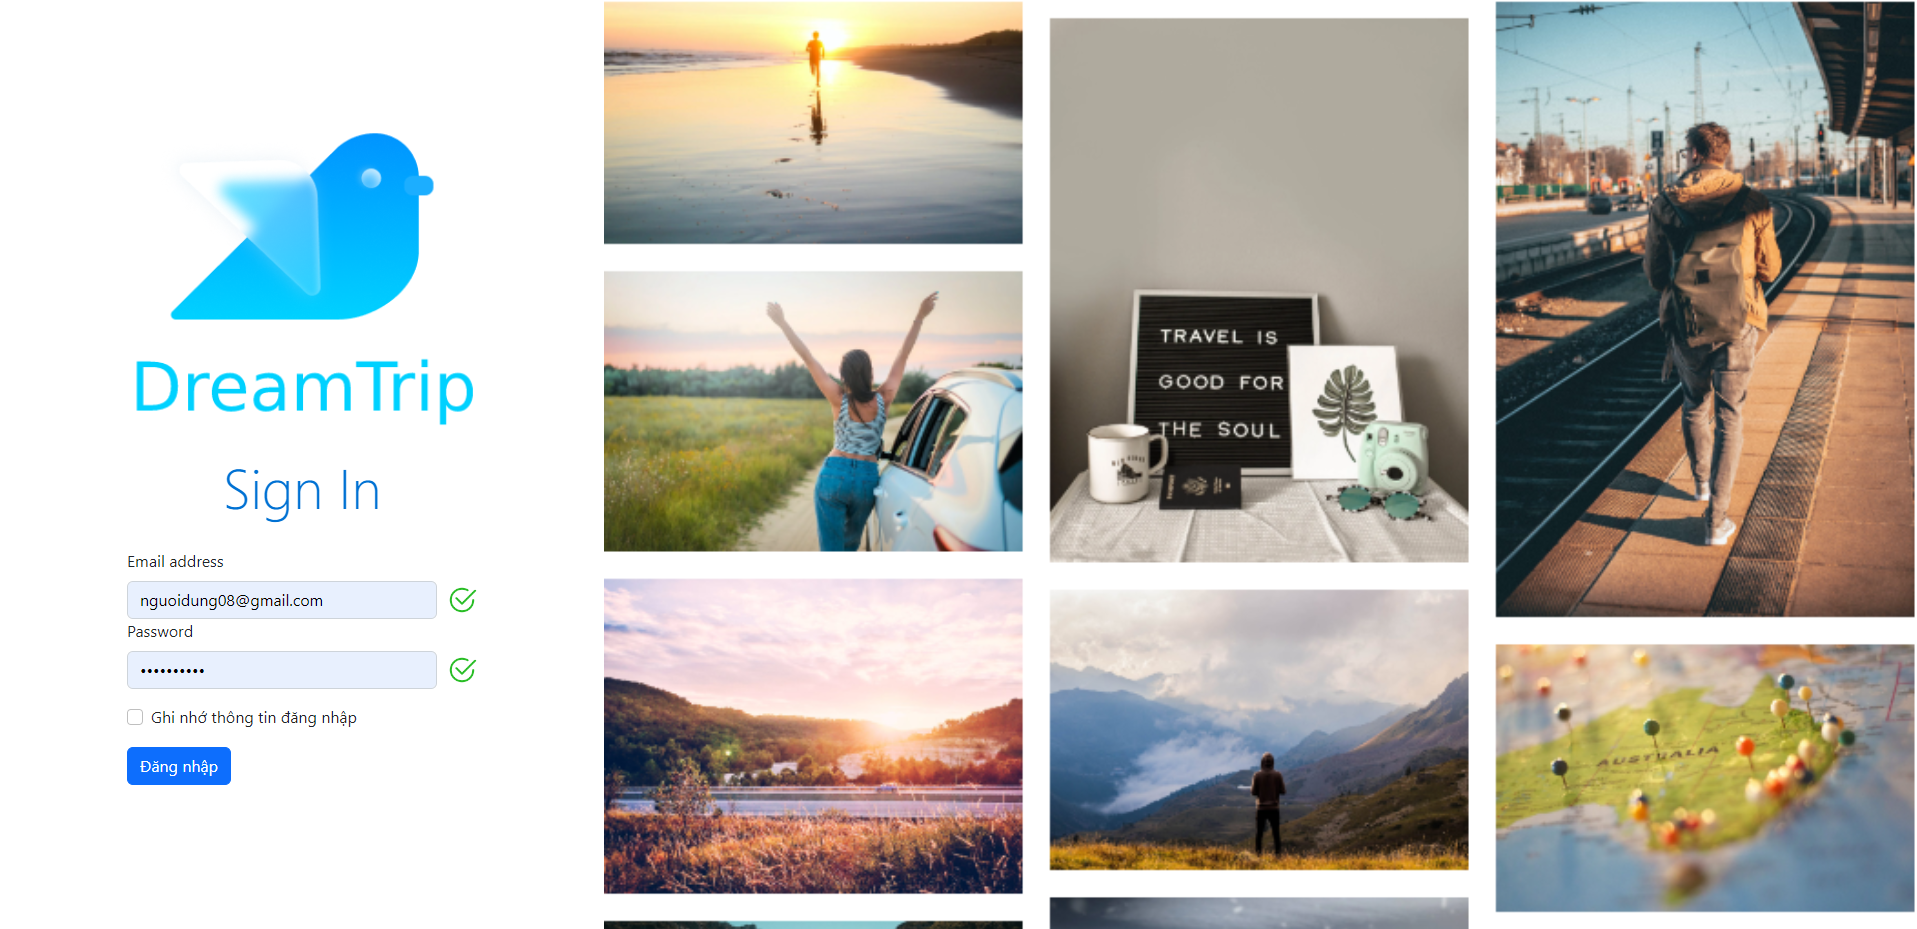 DreamTrip
Sign In
Email address
nguoidung08@gmail.com
Password
••••••••••
Ghi nhớ thông tin đăng nhập
Đăng nhập
TRAVEL IS
GOOD FOR
THE SOUL
AUSTRALIA